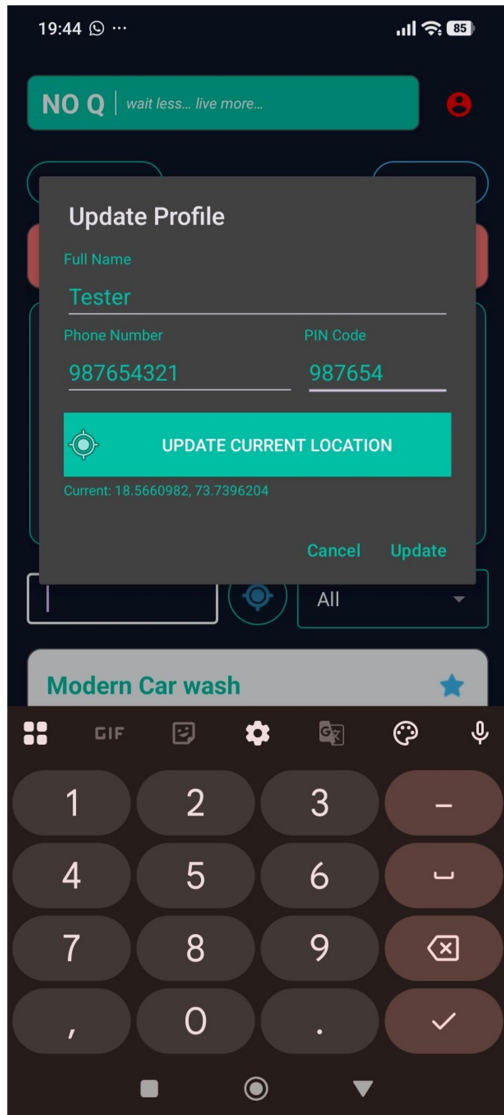 19:44 ...
85
NO Q | wait less... live more...
Update Profile
Full Name
Tester
Phone Number PIN Code
987654321 987654
UPDATE CURRENT LOCATION
Current: 18.5660982, 73.7396204
Cancel Update
All
Modern Car wash
GIF
1 2 3 –
4 5 6
7 8 9
, 0 .